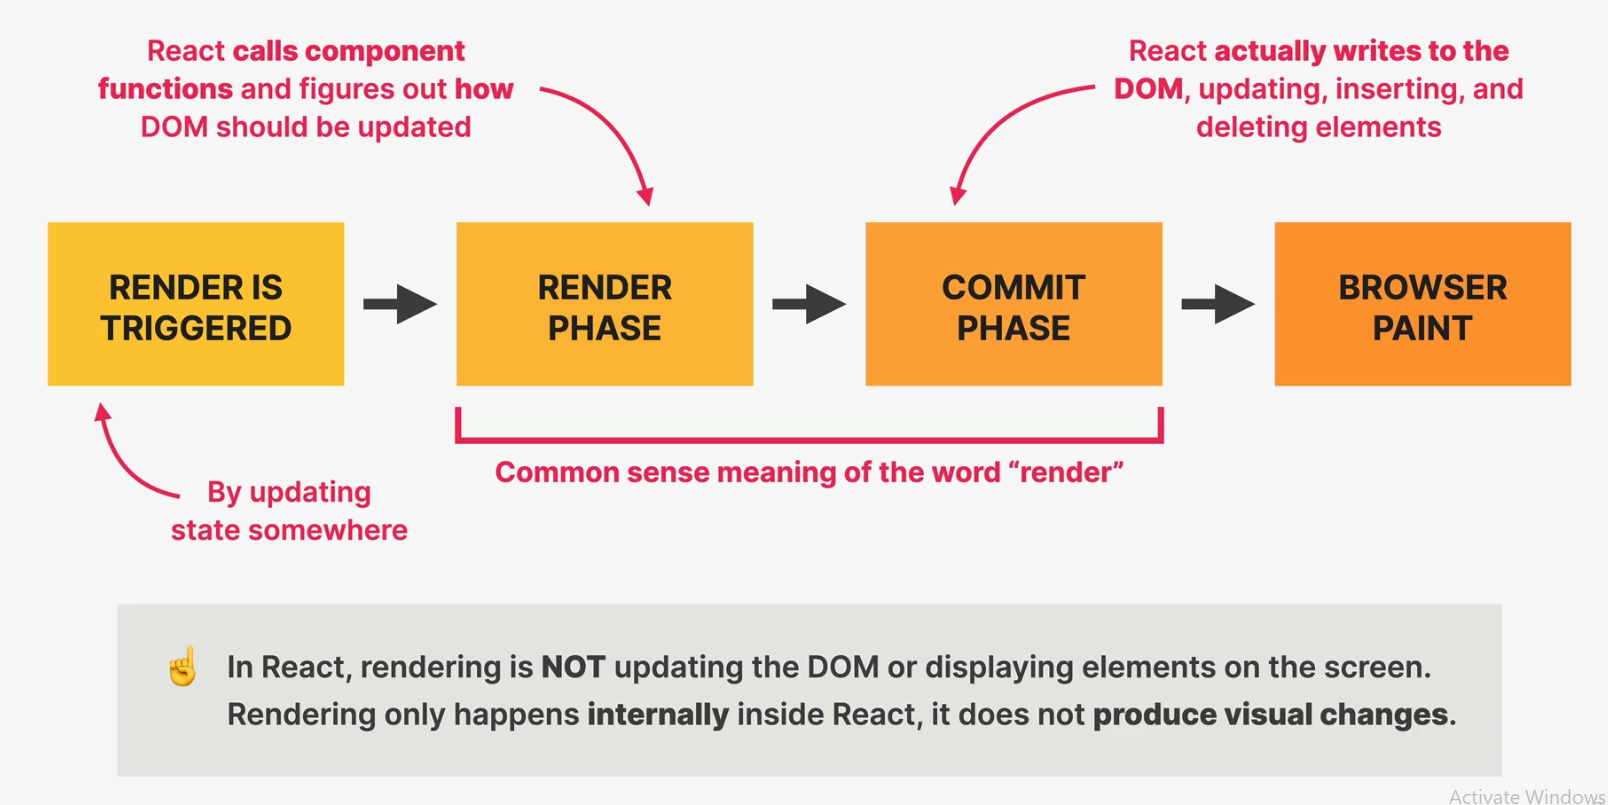 React calls component
functions and figures out how
DOM should be updated
React actually writes to the
DOM, updating, inserting, and
deleting elements
RENDER IS
TRIGGERED
RENDER
PHASE
COMMIT
PHASE
BROWSER
PAINT
Common sense meaning of the word “render”
By updating
state somewhere
☝️ In React, rendering is NOT updating the DOM or displaying elements on the screen.
Rendering only happens internally inside React, it does not produce visual changes.
Activate Windows